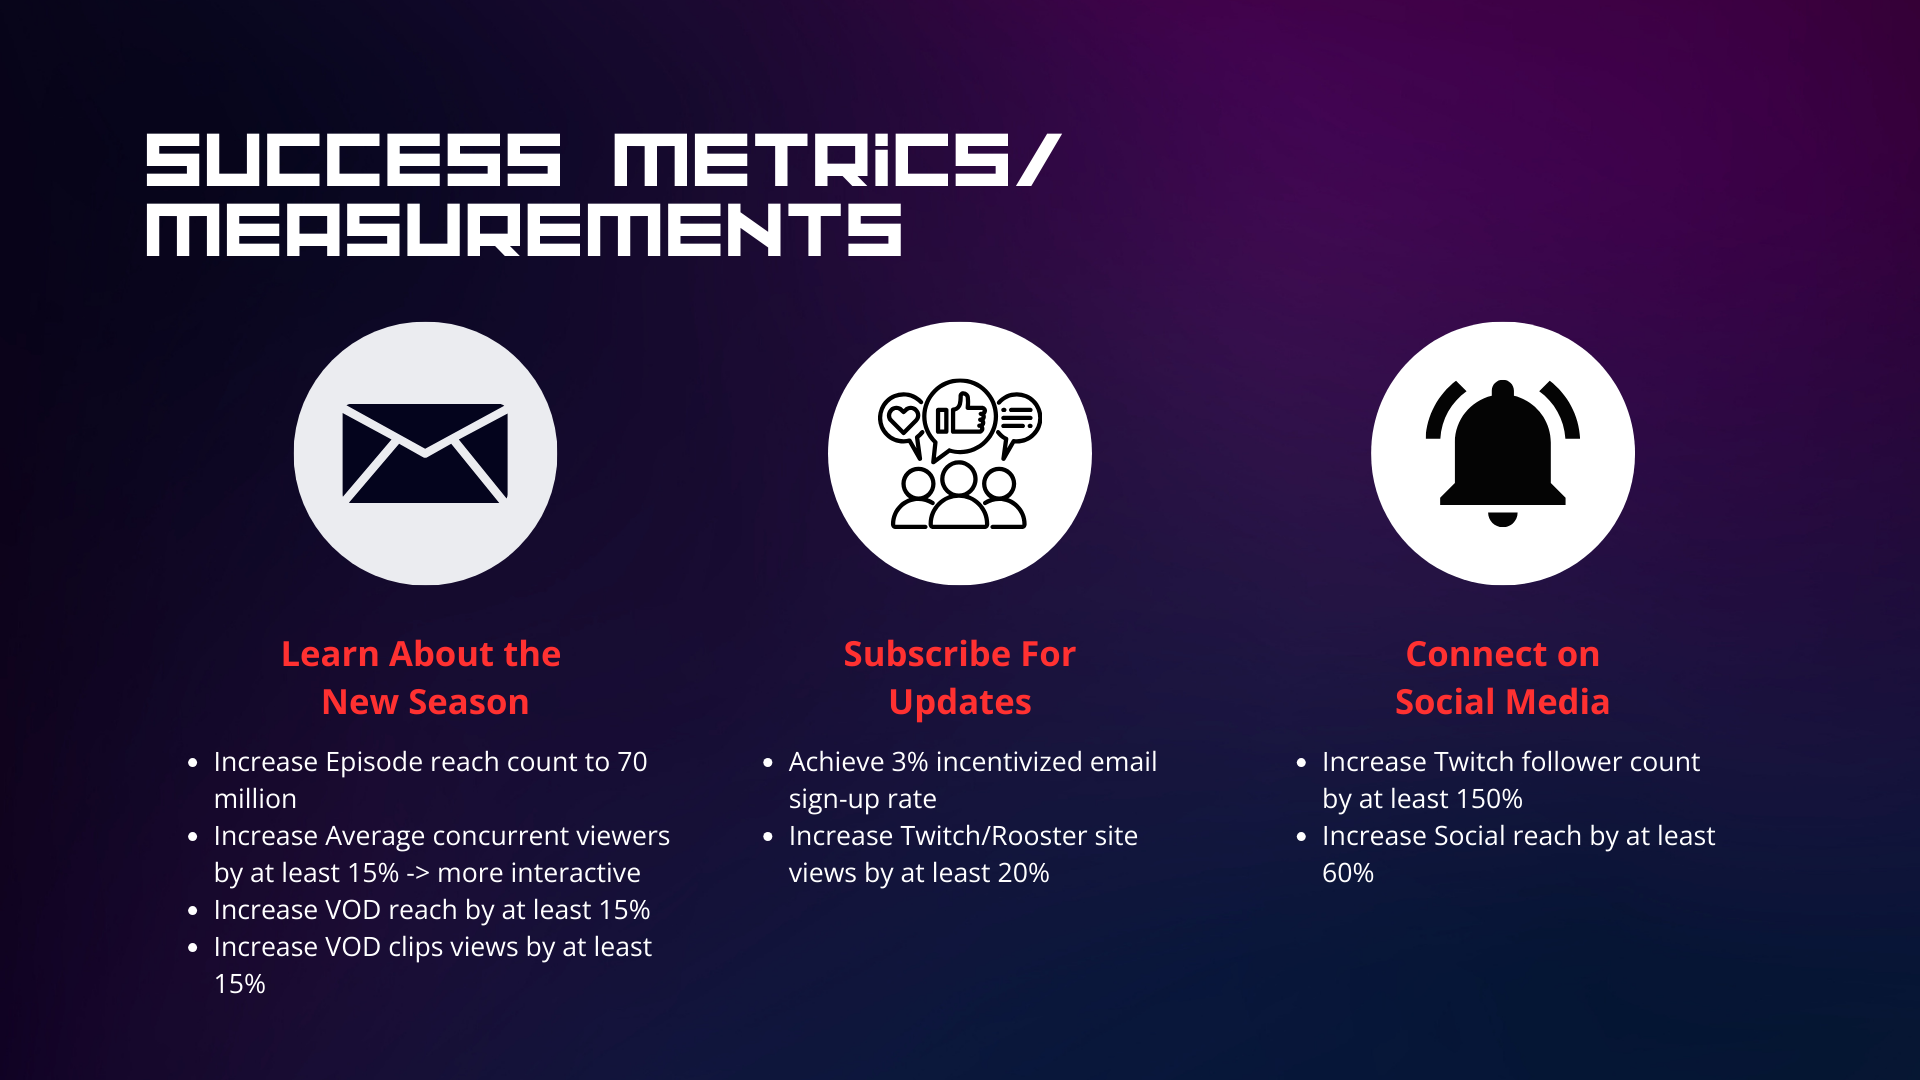 SUCCESS METRiCS/
MEASUREMENTS
Learn About the
New Season
• Increase Episode reach count to 70
million
• Increase Average concurrent viewers
by at least 15% -> more interactive
• Increase VOD reach by at least 15%
• Increase VOD clips views by at least
15%
Subscribe For
Updates
• Achieve 3% incentivized email
sign-up rate
• Increase Twitch/Rooster site
views by at least 20%
Connect on
Social Media
• Increase Twitch follower count
by at least 150%
• Increase Social reach by at least
60%